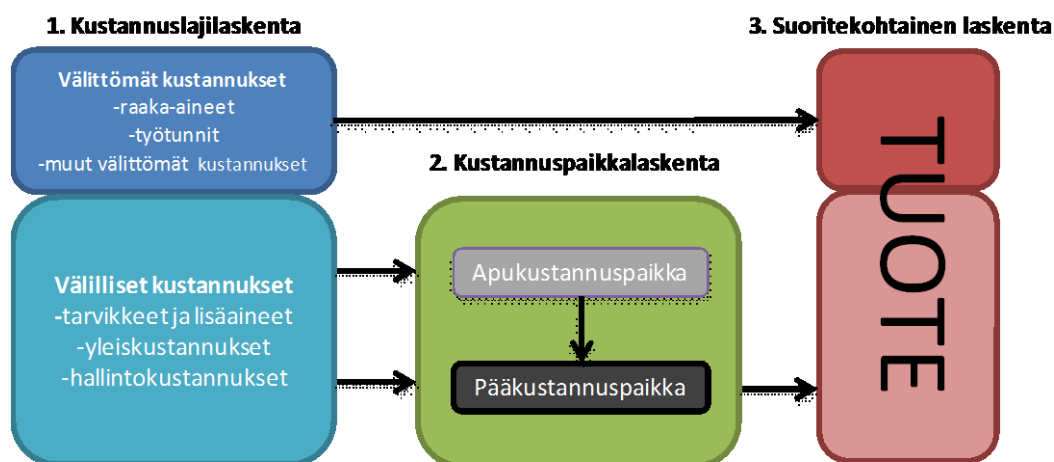 1. Kustannuslajilaskenta
Välittömät kustannukset
-raaka-aineet
-työtunnit
-muut välittömät kustannukset
Välilliset kustannukset
-tarvikkeet ja lisäaineet
-yleiskustannukset
-hallintokustannukset
2. Kustannuspaikkalaskenta
Apukustannuspaikka
Pääkustannuspaikka
3. Suoritekohtainen laskenta
TUOTE